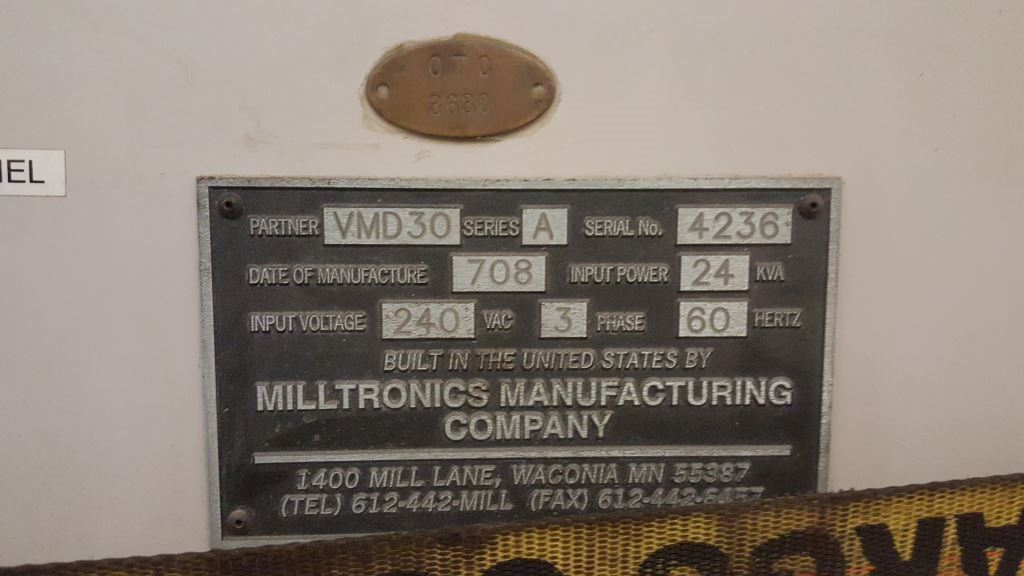 OTC
3630
NEL
PARTNER VMD30 SERIES A SERIAL No. 4236
DATE OF MANUFACTURE 708 INPUT POWER 24 KVA
INPUT VOLTAGE 240 VAC 3 PHASE 60 HERTZ
BUILT IN THE UNITED STATES BY
MILLTRONICS MANUFACTURING
COMPANY
1400 MILL LANE, WACONIA MN 55387
(TEL) 612-442-MILL (FAX)